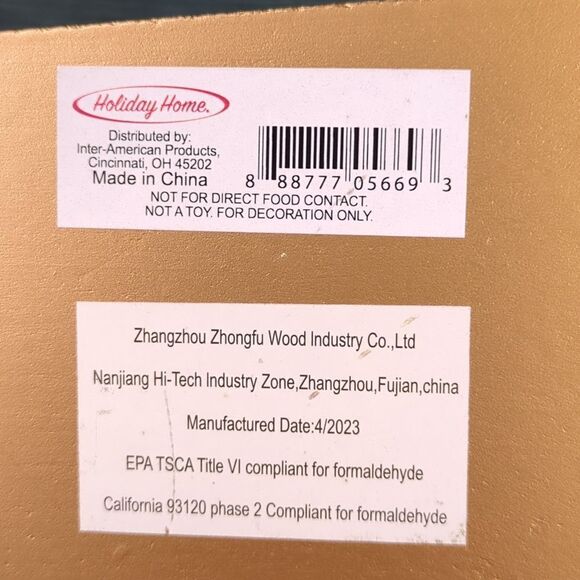 Holiday Home.
Distributed by:
Inter-American Products,
Cincinnati, OH 45202
Made in China
8 88777 05669 3
NOT FOR DIRECT FOOD CONTACT.
NOT A TOY. FOR DECORATION ONLY.
Zhangzhou Zhongfu Wood Industry Co.,Ltd
Nanjiang Hi-Tech Industry Zone,Zhangzhou,Fujian,china
Manufactured Date:4/2023
EPA TSCA Title VI compliant for formaldehyde
California 93120 phase 2 Compliant for formaldehyde